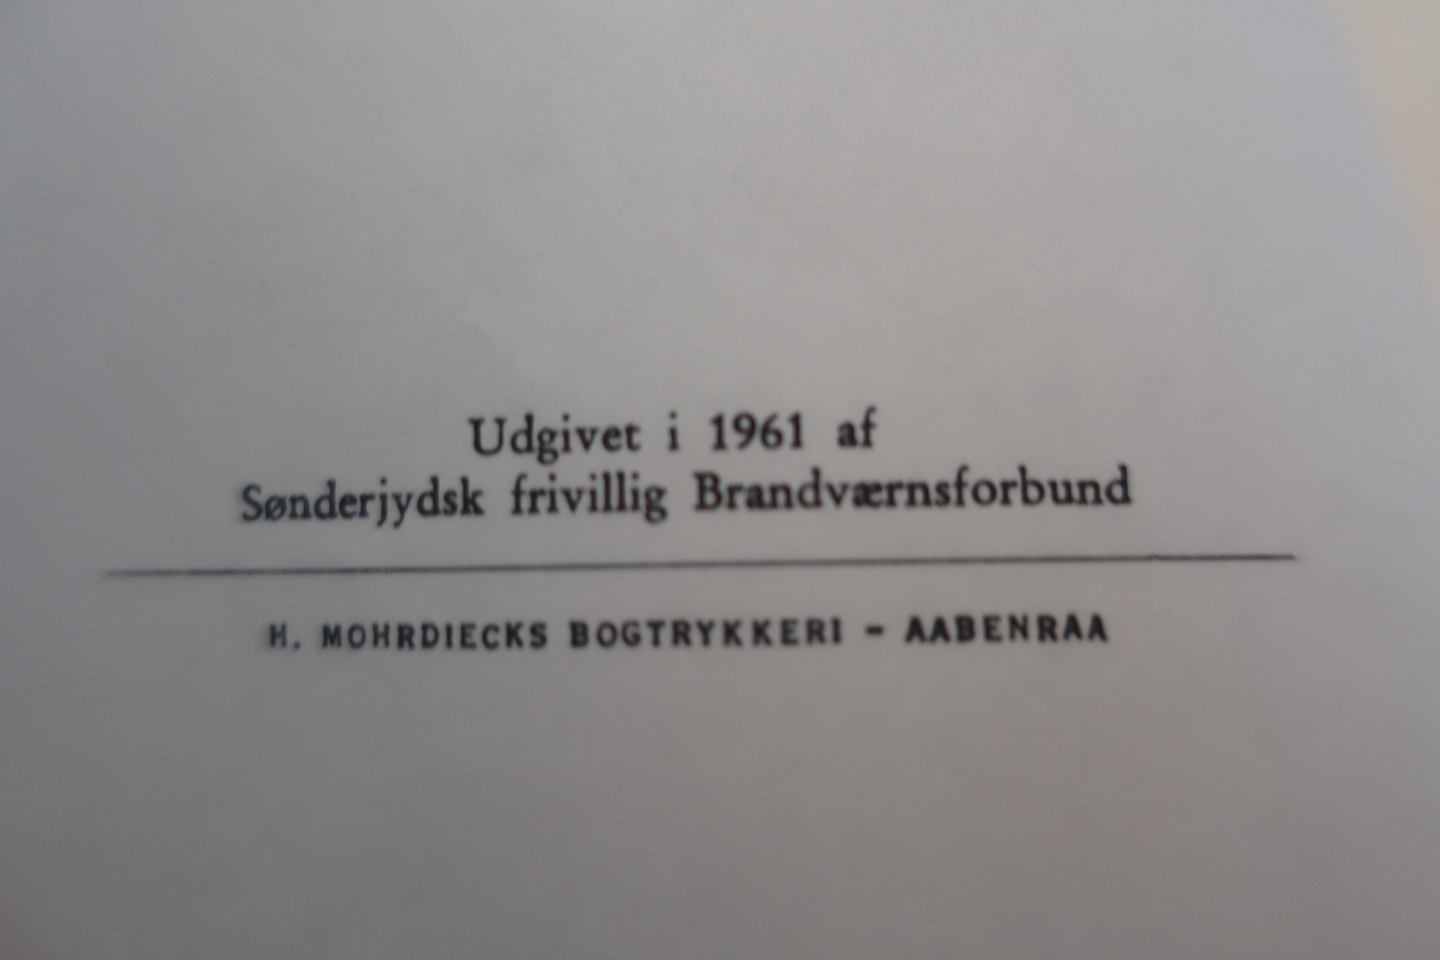 Udgivet i 1961 af
Sønderjydsk frivillig Brandværnsforbund
H. MOHRDIECKS BOGTRYKKERI - AABENRAA